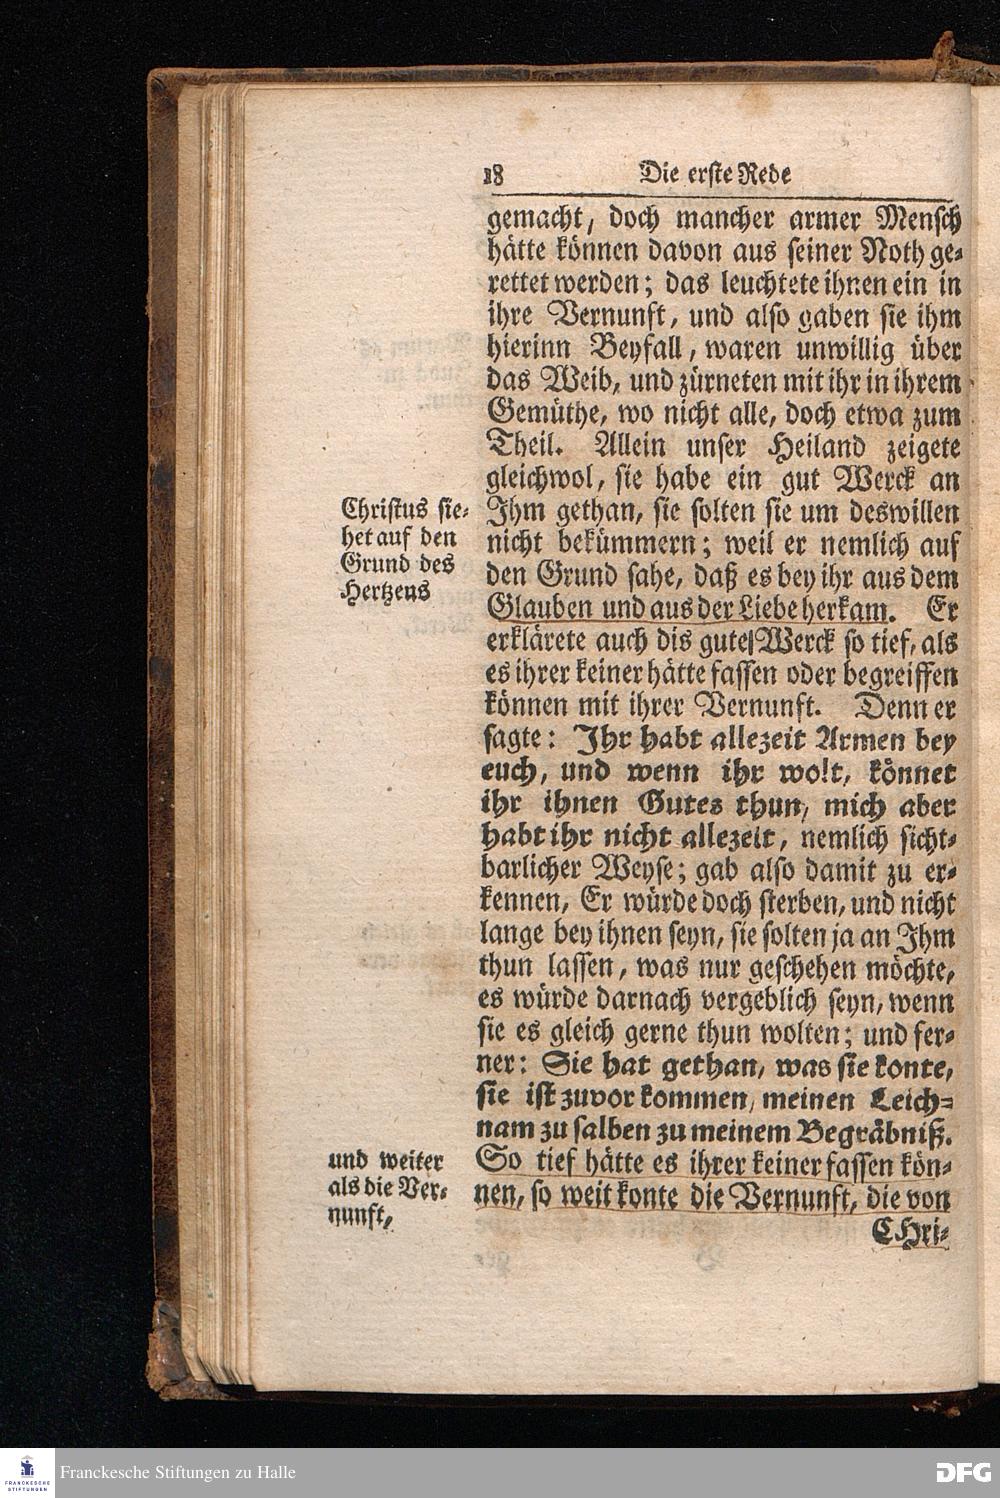 18 Die erste Rede
gemacht, doch mancher armer Mensch
hätte können davon aus seiner Noth ge-
rettet werden; das leuchtete ihnen ein in
ihre Vernunft, und also gaben sie ihm
hierinn Beyfall, waren unwillig über
das Weib, und zürneten mit ihr in ihrem
Gemüthe, wo nicht alle, doch etwa zum
Theil. Allein unser Heiland zeigete
gleichwol, sie habe ein gut Werck an
Ihm gethan, sie solten sie um deswillen
nicht bekümmern; weil er nemlich auf
den Grund sahe, daß es bey ihr aus dem
Glauben und aus der Liebe herkam. Er
erklärete auch dis gute Werck so tief, als
es ihrer keiner hätte fassen oder begreiffen
können mit ihrer Vernunft. Denn er
sagte: Ihr habt allezeit Armen bey
euch, und wenn ihr wolt, könnet
ihr ihnen Gutes thun, mich aber
habt ihr nicht allezeit, nemlich sicht-
barlicher Weyse; gab also damit zu er-
kennen, Er würde doch sterben, und nicht
lange bey ihnen seyn, sie solten ja an Ihm
thun lassen, was nur geschehen möchte,
es würde darnach vergeblich seyn, wenn
sie es gleich gerne thun wolten; und fer-
ner: Sie hat gethan, was sie konte,
sie ist zuvor kommen, meinen Leich-
nam zu salben zu meinem Begräbniß.
So tief hätte es ihrer keiner fassen kön-
nen, so weit konte die Vernunft, die von
CHri-
Christus sie-
het auf den
Grund des
Hertzens
und weiter
als die Ver-
nunft,
FRANCKESCHE
STIFTUNGEN
Franckesche Stiftungen zu Halle
DFG